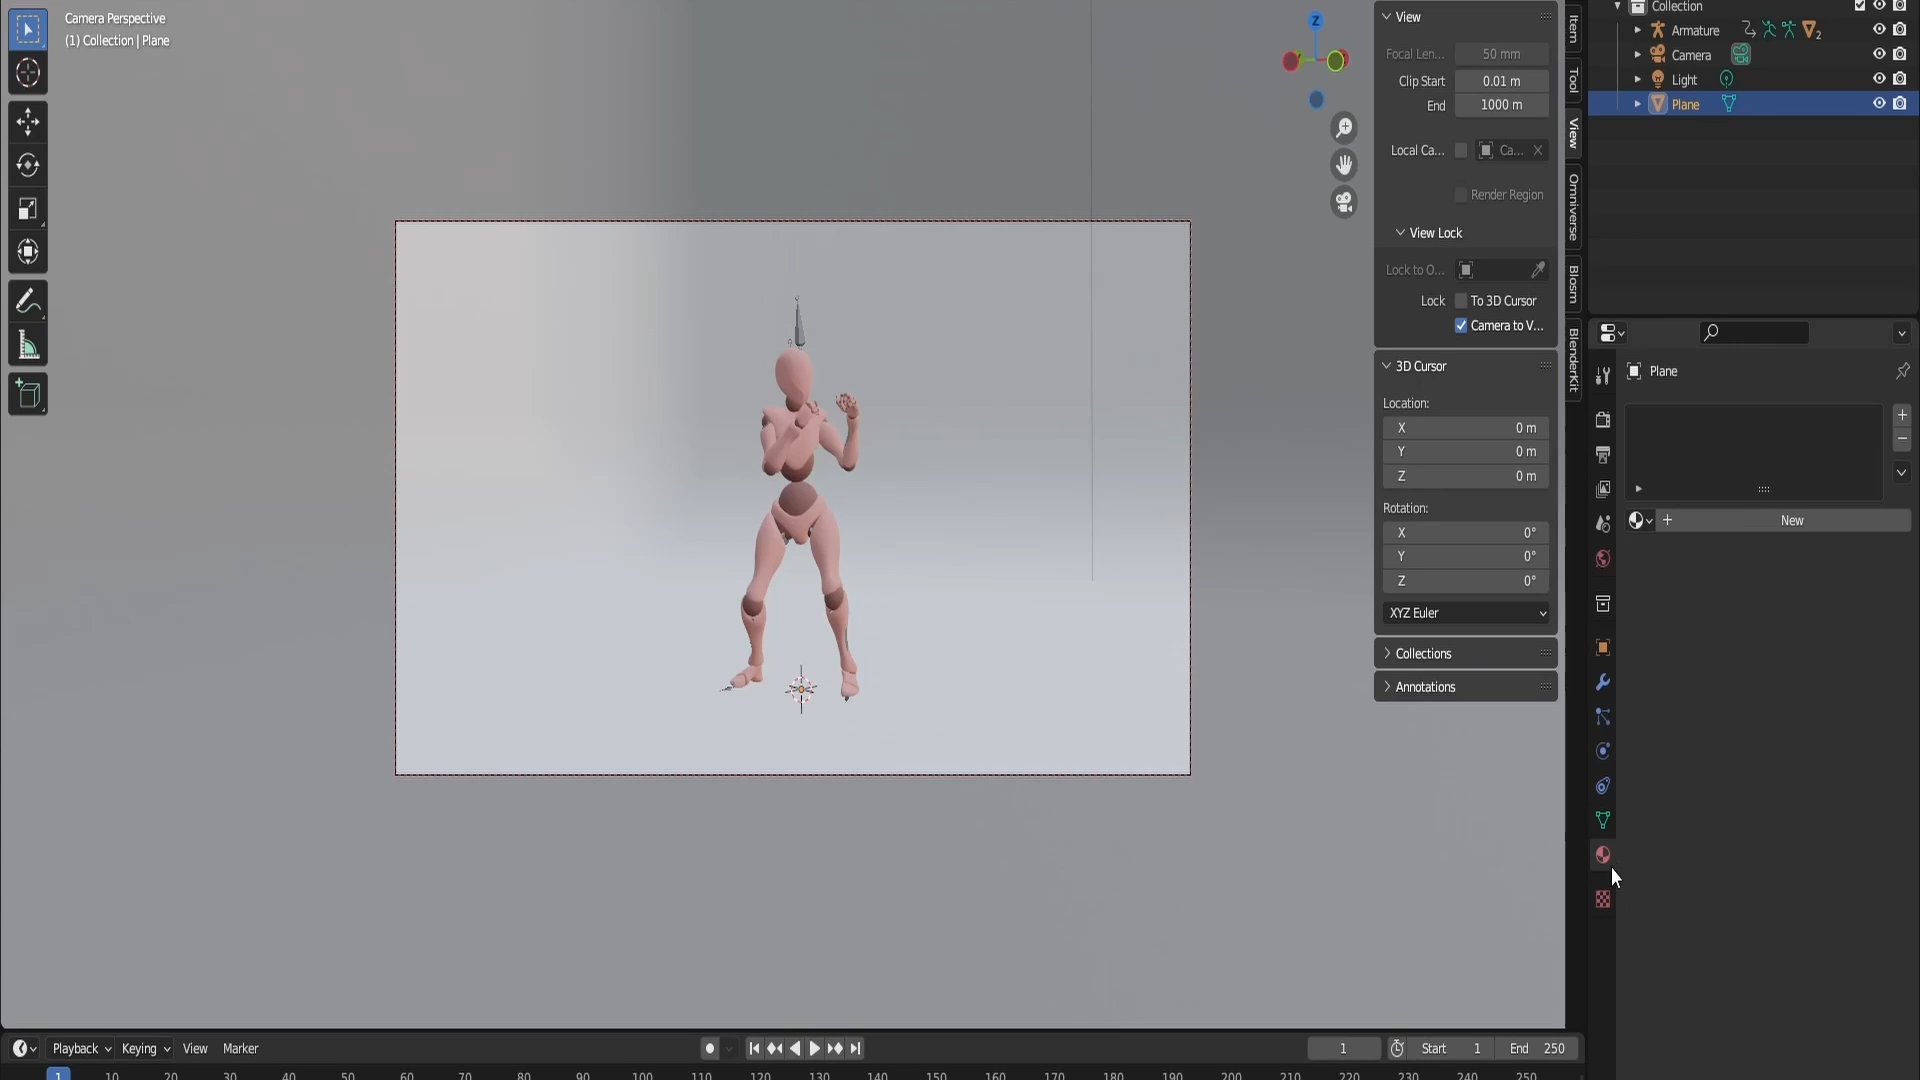 Camera Perspective
(1) Collection | Plane
Z
View
Focal Len...
50 mm
Clip Start
0.01 m
End
1000 m
Local Ca...
Ca...
Render Region
View Lock
Lock to O...
Lock
To 3D Cursor
Camera to V...
3D Cursor
Location:
X
0 m
Y
0 m
Z
0 m
Rotation:
X
0°
Y
0°
Z
0°
XYZ Euler
Collections
Annotations
Item
Tool
View
Omniverse
Blosm
BlenderKit
Collection
Armature
2
Camera
Light
Plane
Plane
New
Playback
Keying
View
Marker
1
Start
1
End
250
1
10
20
30
40
50
60
70
80
90
100
110
120
130
140
150
160
170
180
190
200
210
220
230
240
250